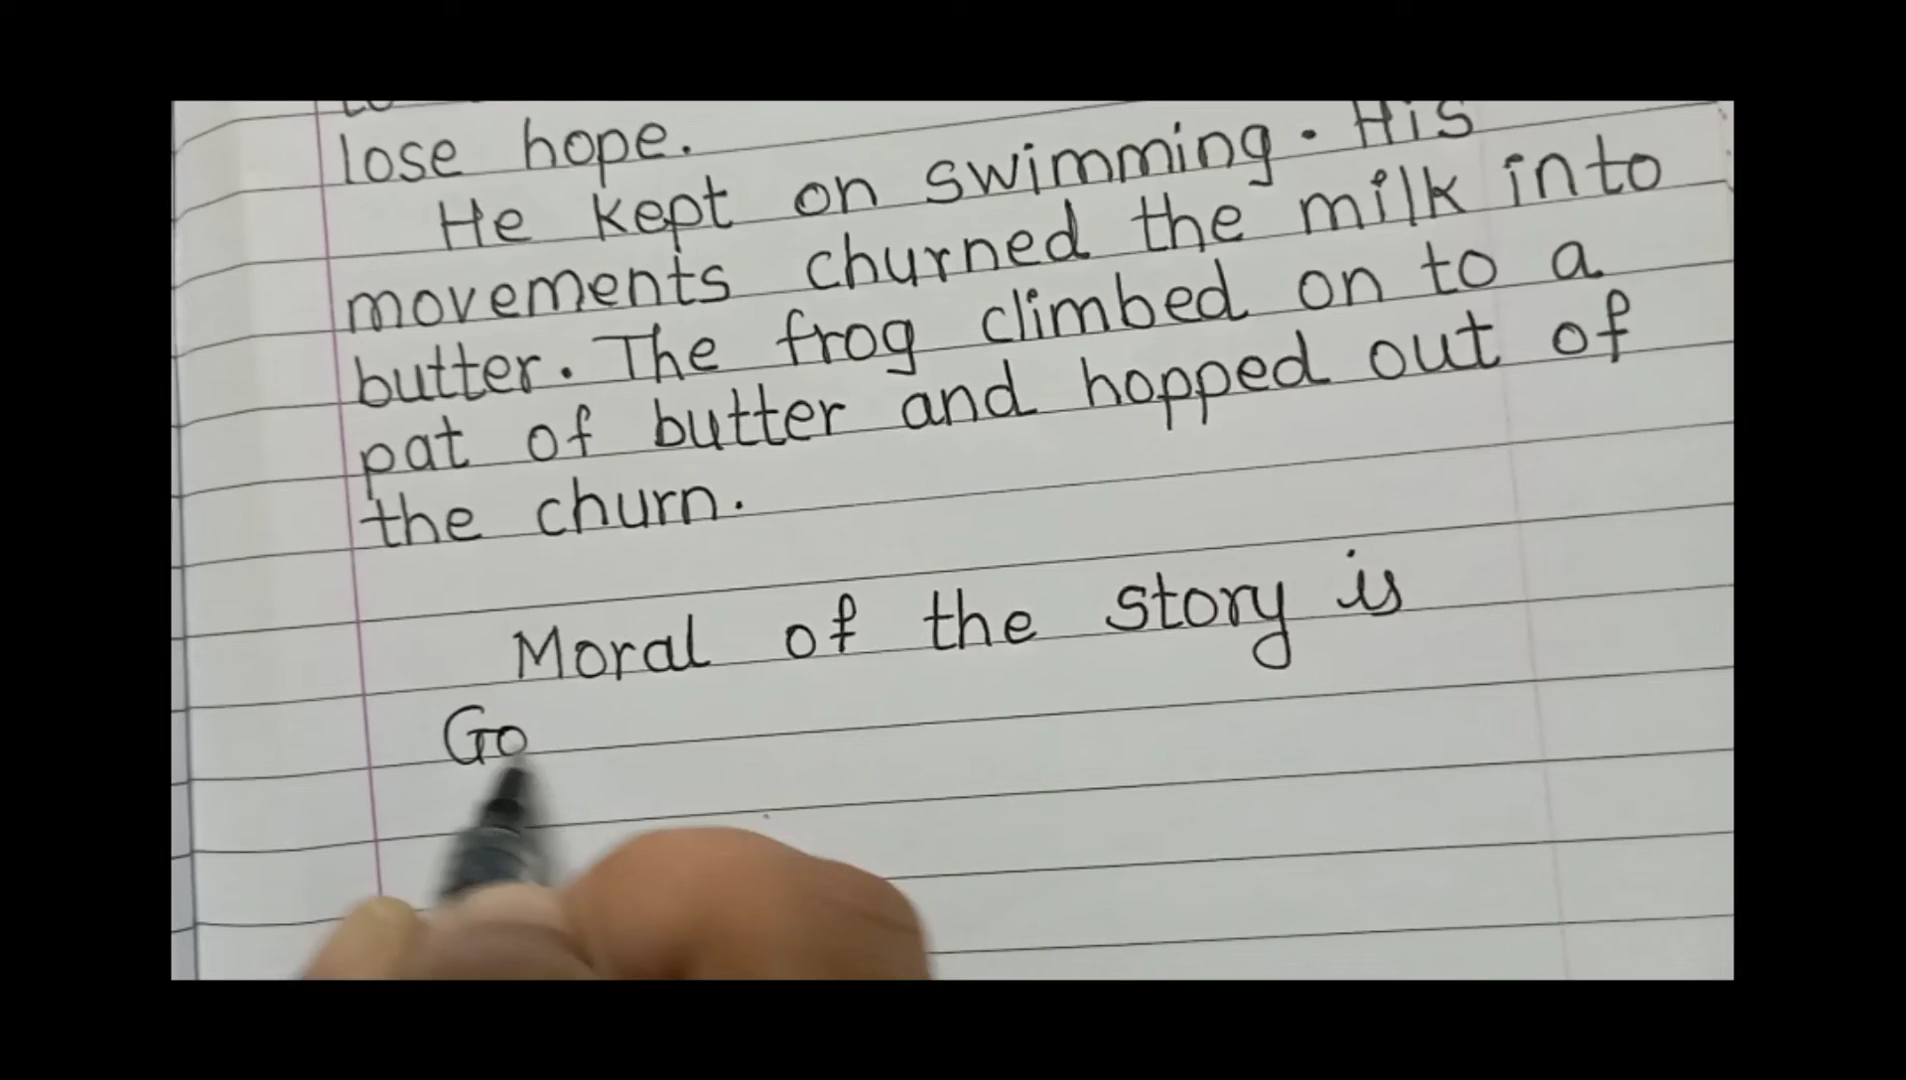 lose hope.
He kept on swimming. His
movements churned the milk into
butter. The frog climbed on to a
pat of butter and hopped out of
the churn.
Moral of the story is
Go